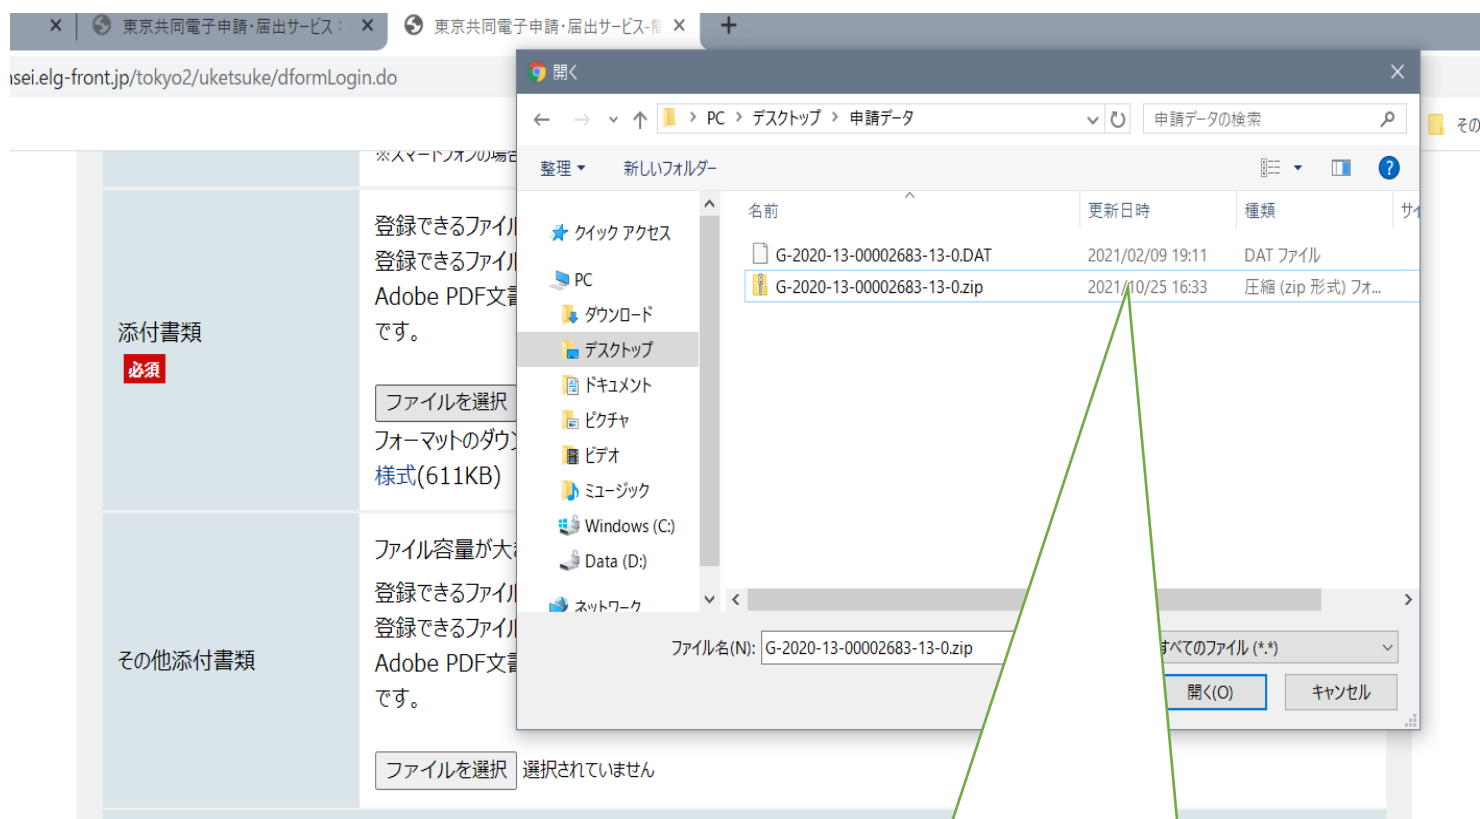 東京共同電子申請・届出サービス：
東京共同電子申請・届出サービス-
sei.elg-front.jp/tokyo2/uketsuke/dformLogin.do
その
※スマートフォンの場合
添付書類
必須
登録できるファイル
登録できるファイル
Adobe PDF文書
です。
ファイルを選択
フォーマットのダウン
様式(611KB)
その他添付書類
ファイル容量が大き
登録できるファイル
登録できるファイル
Adobe PDF文書
です。
ファイルを選択 選択されていません
開く
PC > デスクトップ > 申請データ
申請データの検索
整理 新しいフォルダー
名前 更新日時 種類 サイ
G-2020-13-00002683-13-0.DAT 2021/02/09 19:11 DAT ファイル
G-2020-13-00002683-13-0.zip 2021/10/25 16:33 圧縮 (zip 形式) フォ...
クイック アクセス
PC
ダウンロード
デスクトップ
ドキュメント
ピクチャ
ビデオ
ミュージック
Windows (C:)
Data (D:)
ネットワーク
ファイル名(N): G-2020-13-00002683-13-0.zip
すべてのファイル (*.*)
開く(O) キャンセル